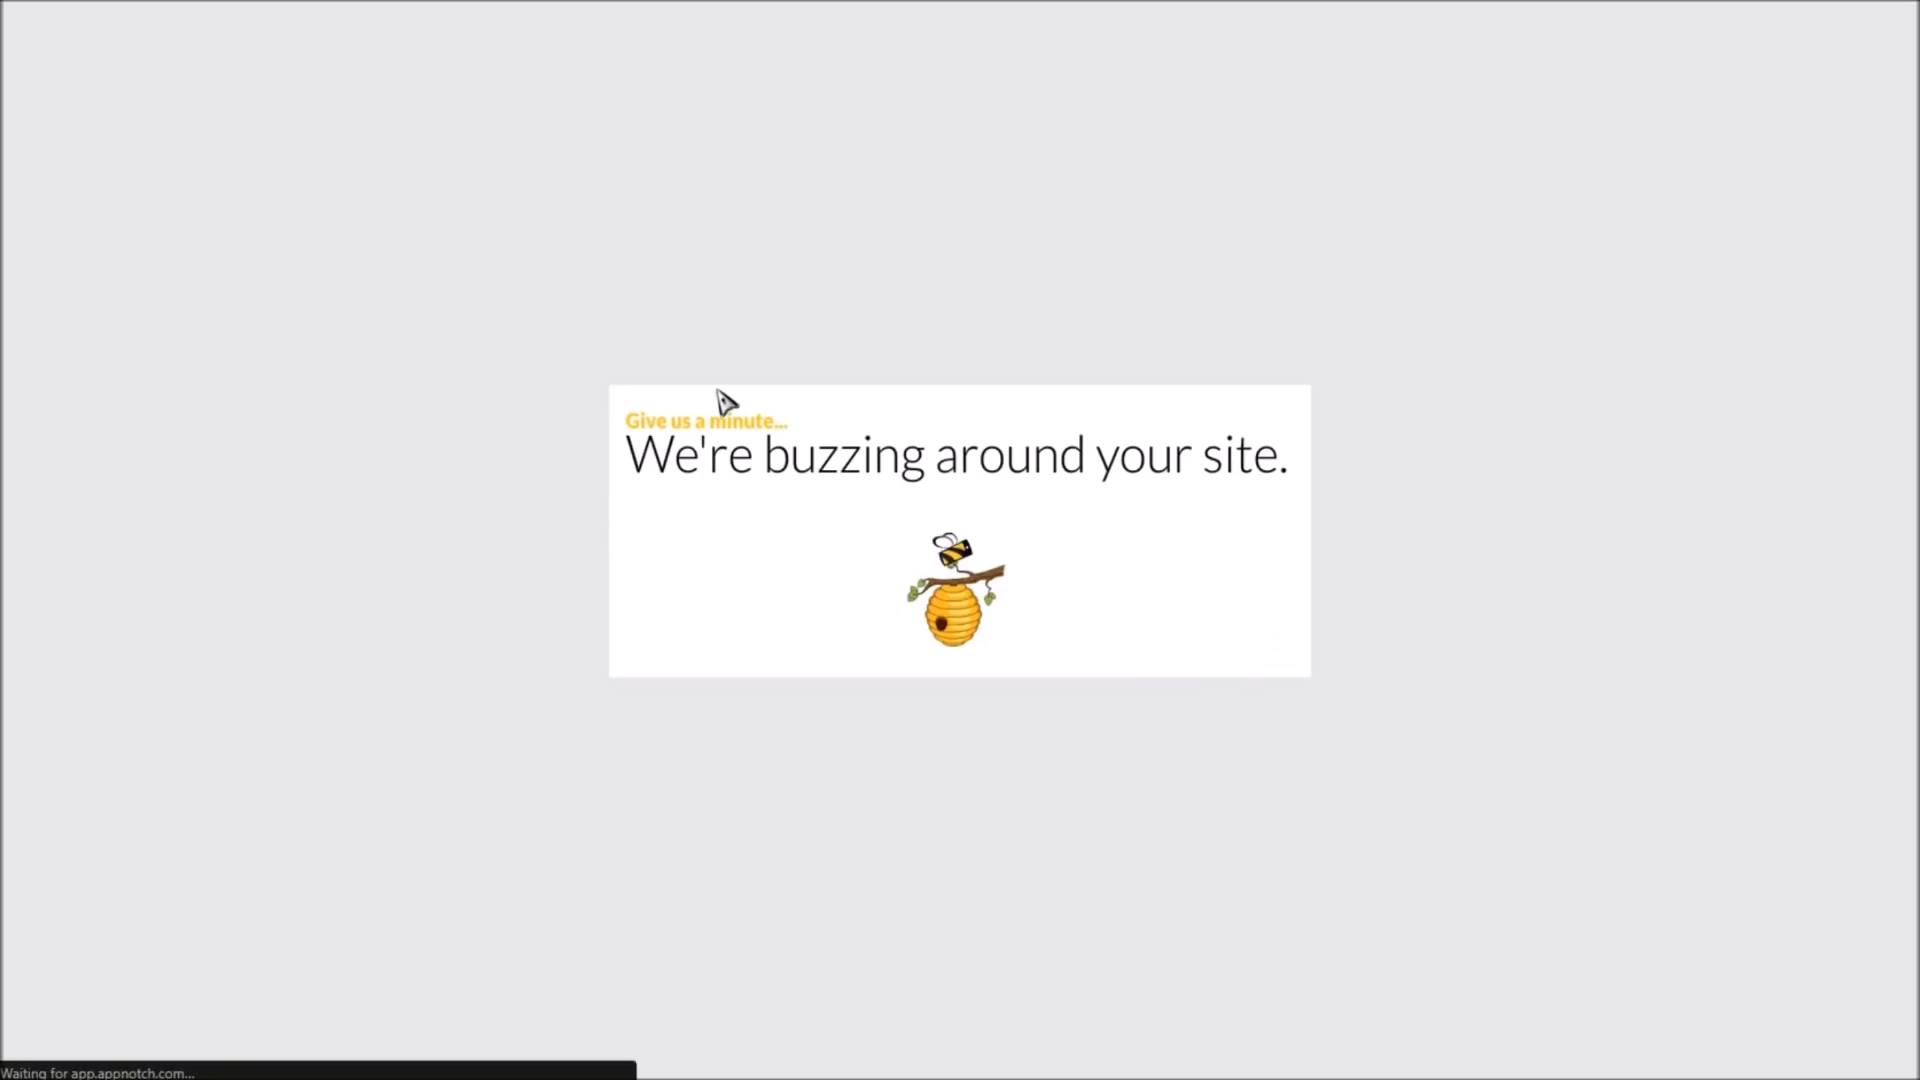 Give us a minute...
We're buzzing around your site.
Waiting for app.appnotch.com...